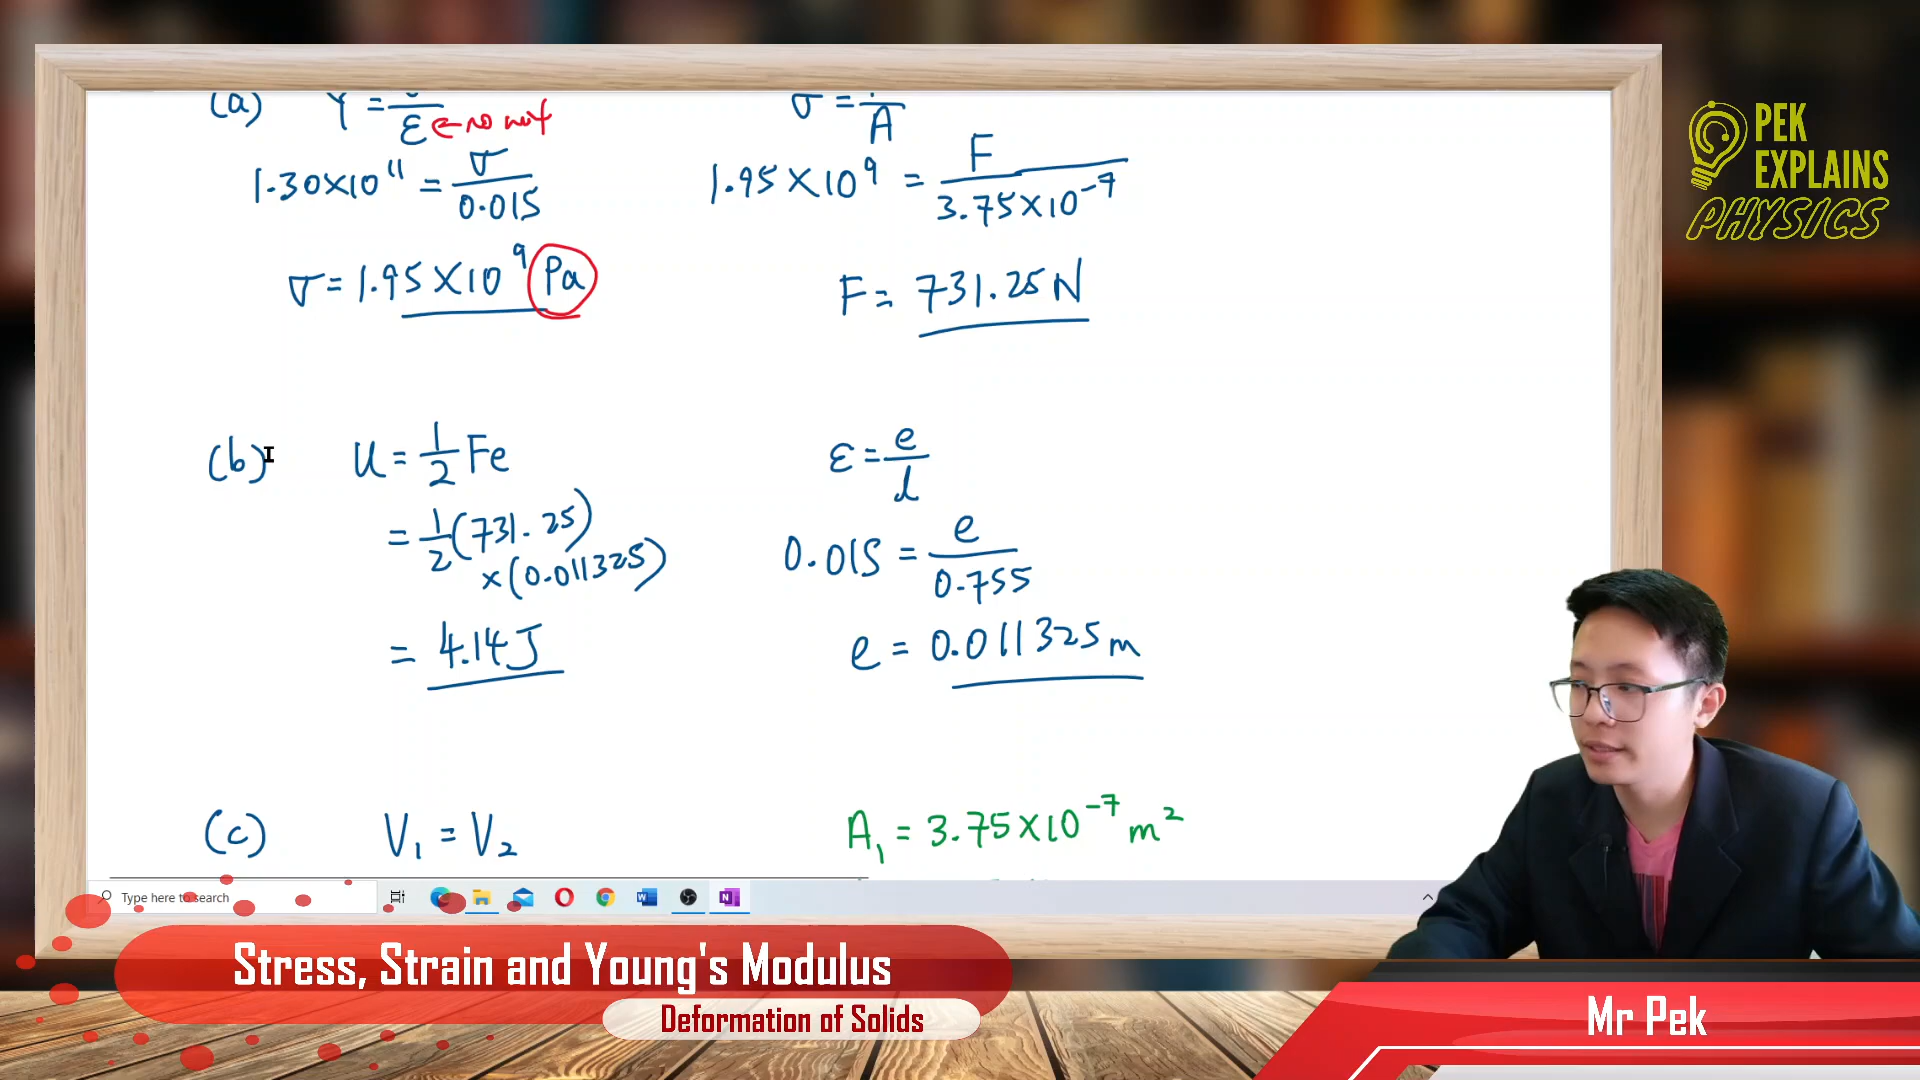 (a) Y = σ/ε ← no unit
σ = F/A
1.30×10¹¹ = σ/0.015
1.95×10⁹ = F/3.75×10⁻⁷
σ = 1.95×10⁹ Pa
F = 731.25 N
(b) U = 1/2 Fe
ε = e/l
= 1/2 (731.25)
×(0.011325)
0.015 = e/0.755
= 4.14 J
e = 0.011325 m
(c) V₁ = V₂
A₁ = 3.75×10⁻⁷ m²
Type here to search
PEK
EXPLAINS
PHYSICS
Stress, Strain and Young's Modulus
Deformation of Solids
Mr Pek